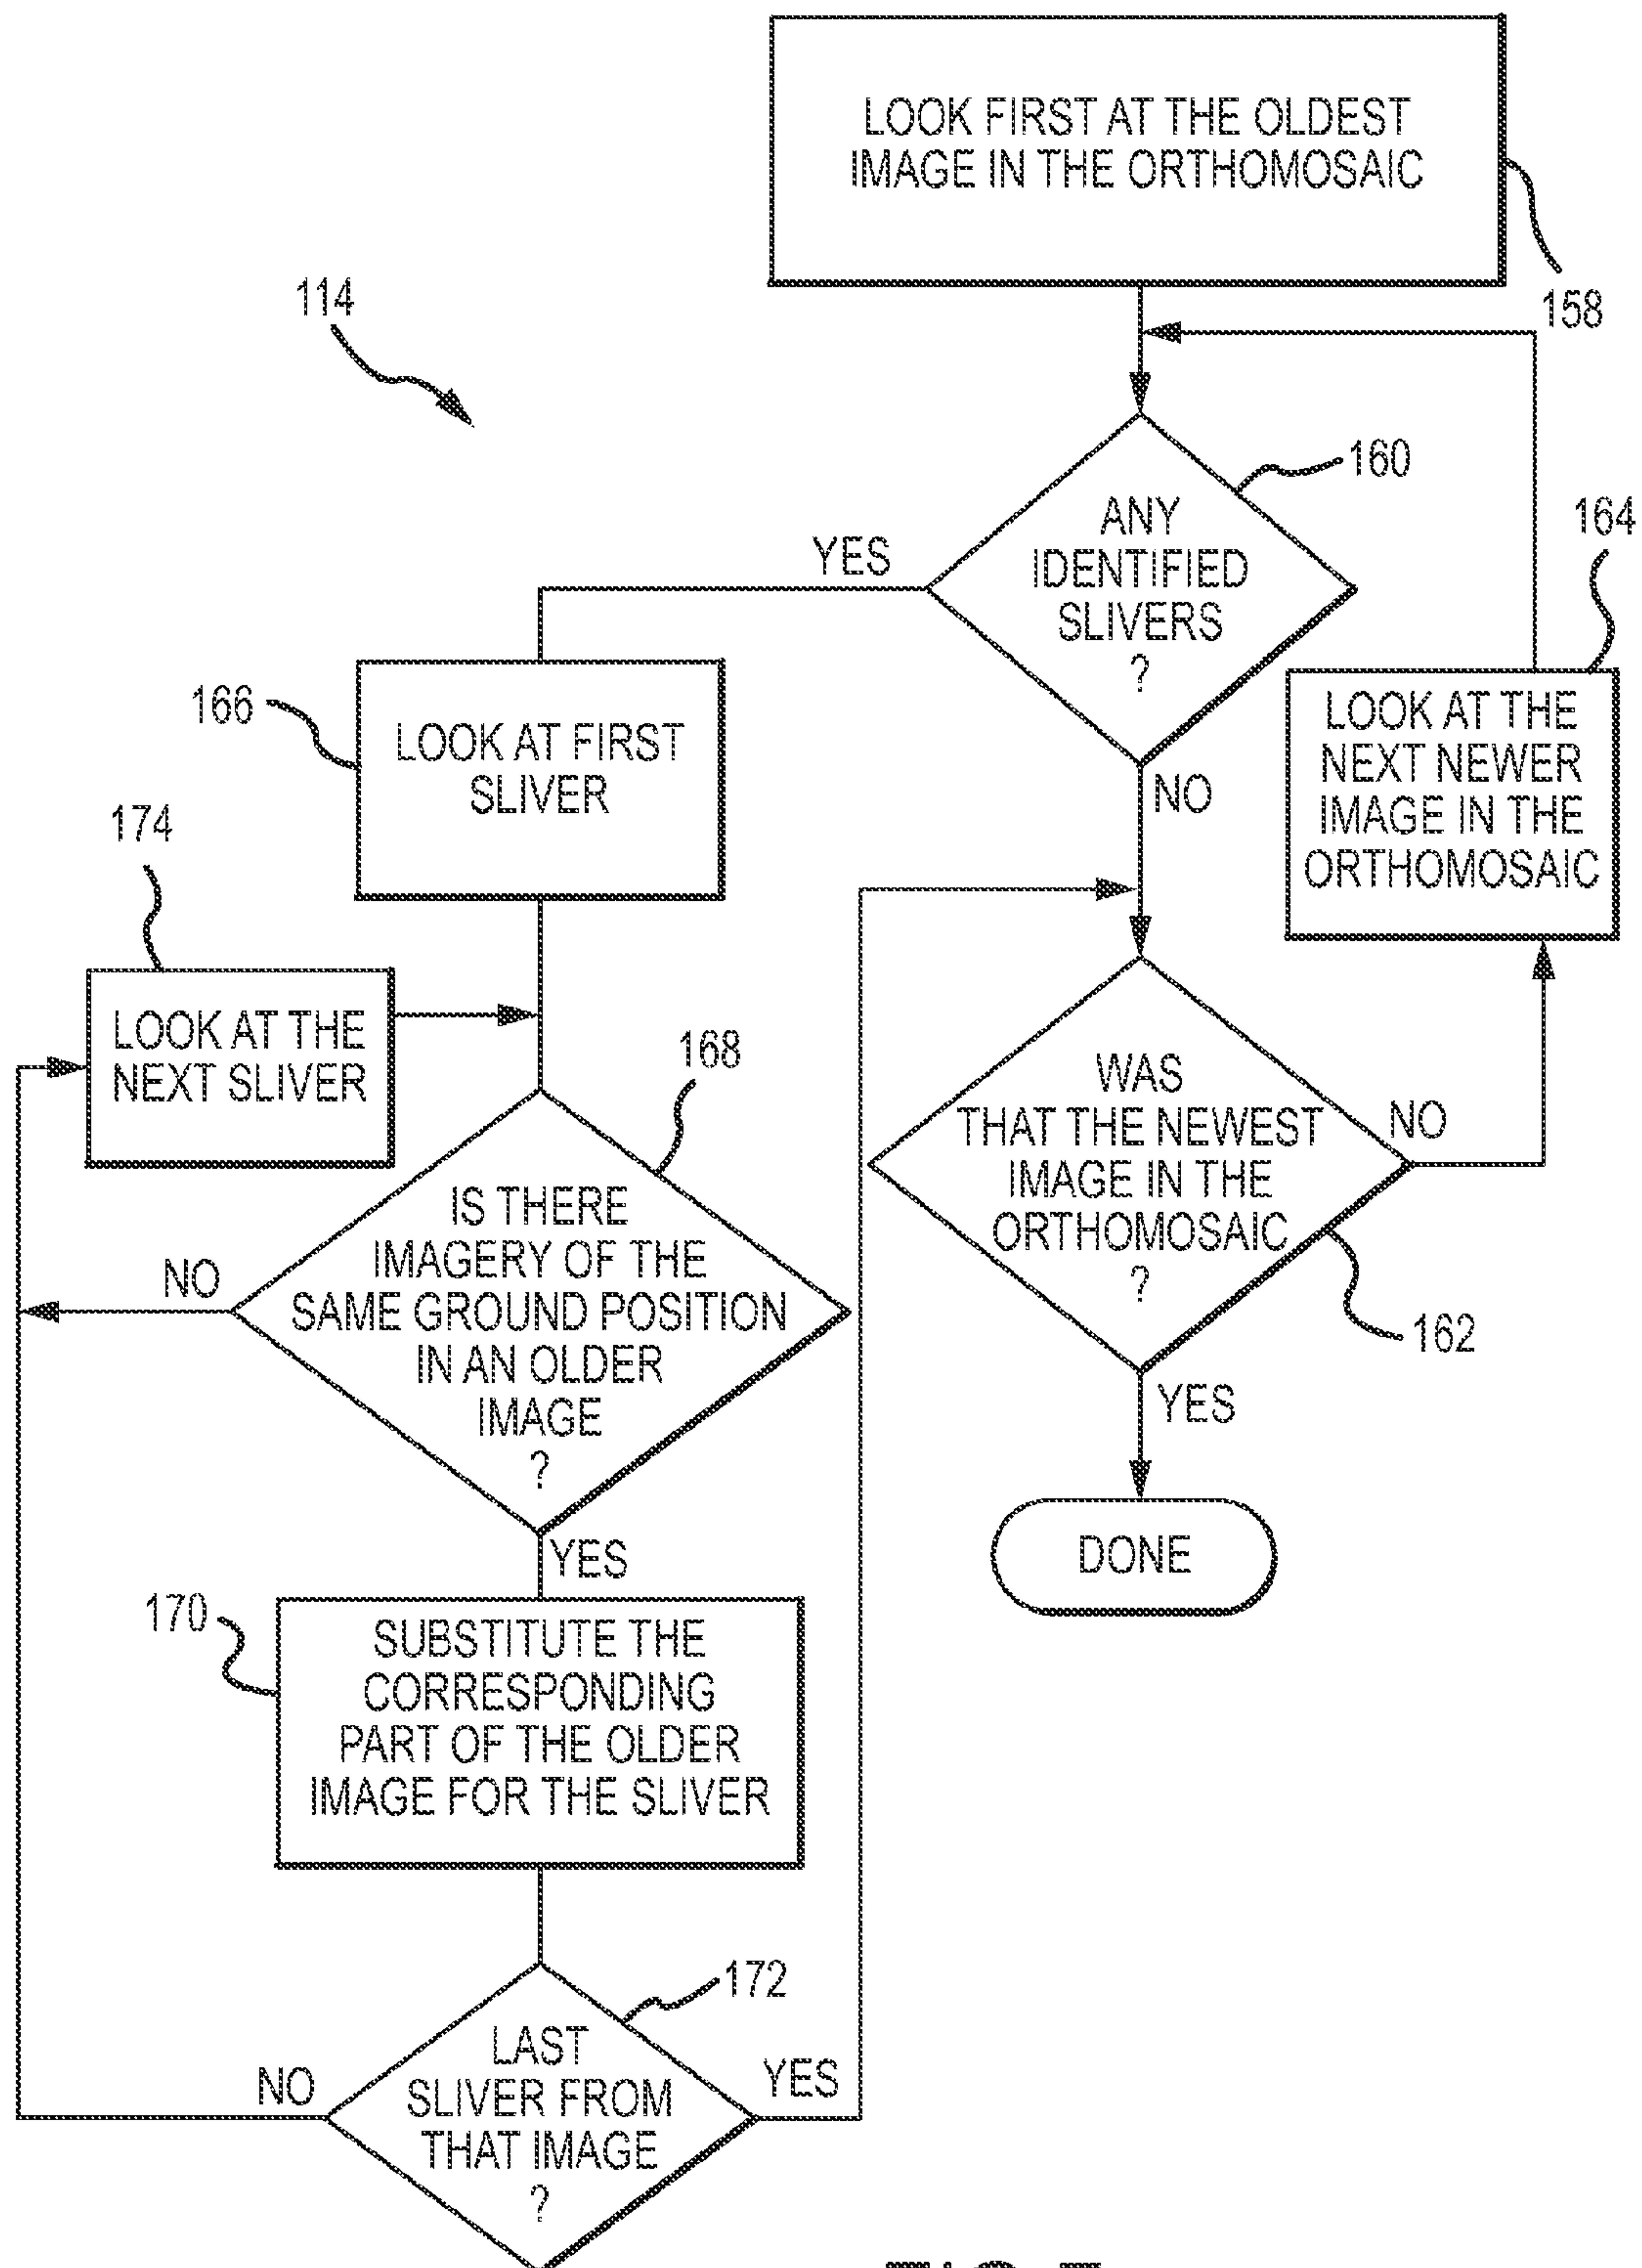 LOOK FIRST AT THE OLDEST
IMAGE IN THE ORTHOMOSAIC
158
114
160
ANY
IDENTIFIED
SLIVERS
?
YES
NO
164
LOOK AT THE
NEXT NEWER
IMAGE IN THE
ORTHOMOSAIC
166
LOOK AT FIRST
SLIVER
174
LOOK AT THE
NEXT SLIVER
168
IS THERE
IMAGERY OF THE
SAME GROUND POSITION
IN AN OLDER
IMAGE
?
NO
YES
WAS
THAT THE NEWEST
IMAGE IN THE
ORTHOMOSAIC
?
NO
162
YES
DONE
170
SUBSTITUTE THE
CORRESPONDING
PART OF THE OLDER
IMAGE FOR THE SLIVER
172
LAST
SLIVER FROM
THAT IMAGE
?
NO
YES